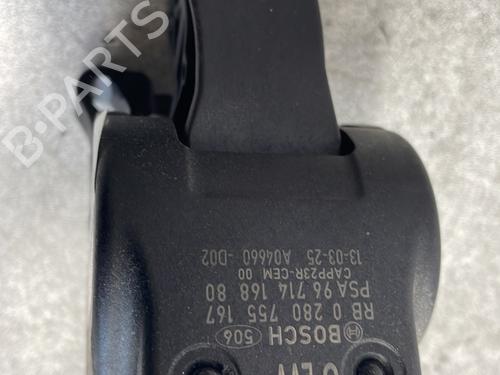 BOSCH 506
RB 0 280 755 167
PSA 96 714 168 80
CAPP23R-CEM 00
13-03-25 A04660 -D02
B-PARTS